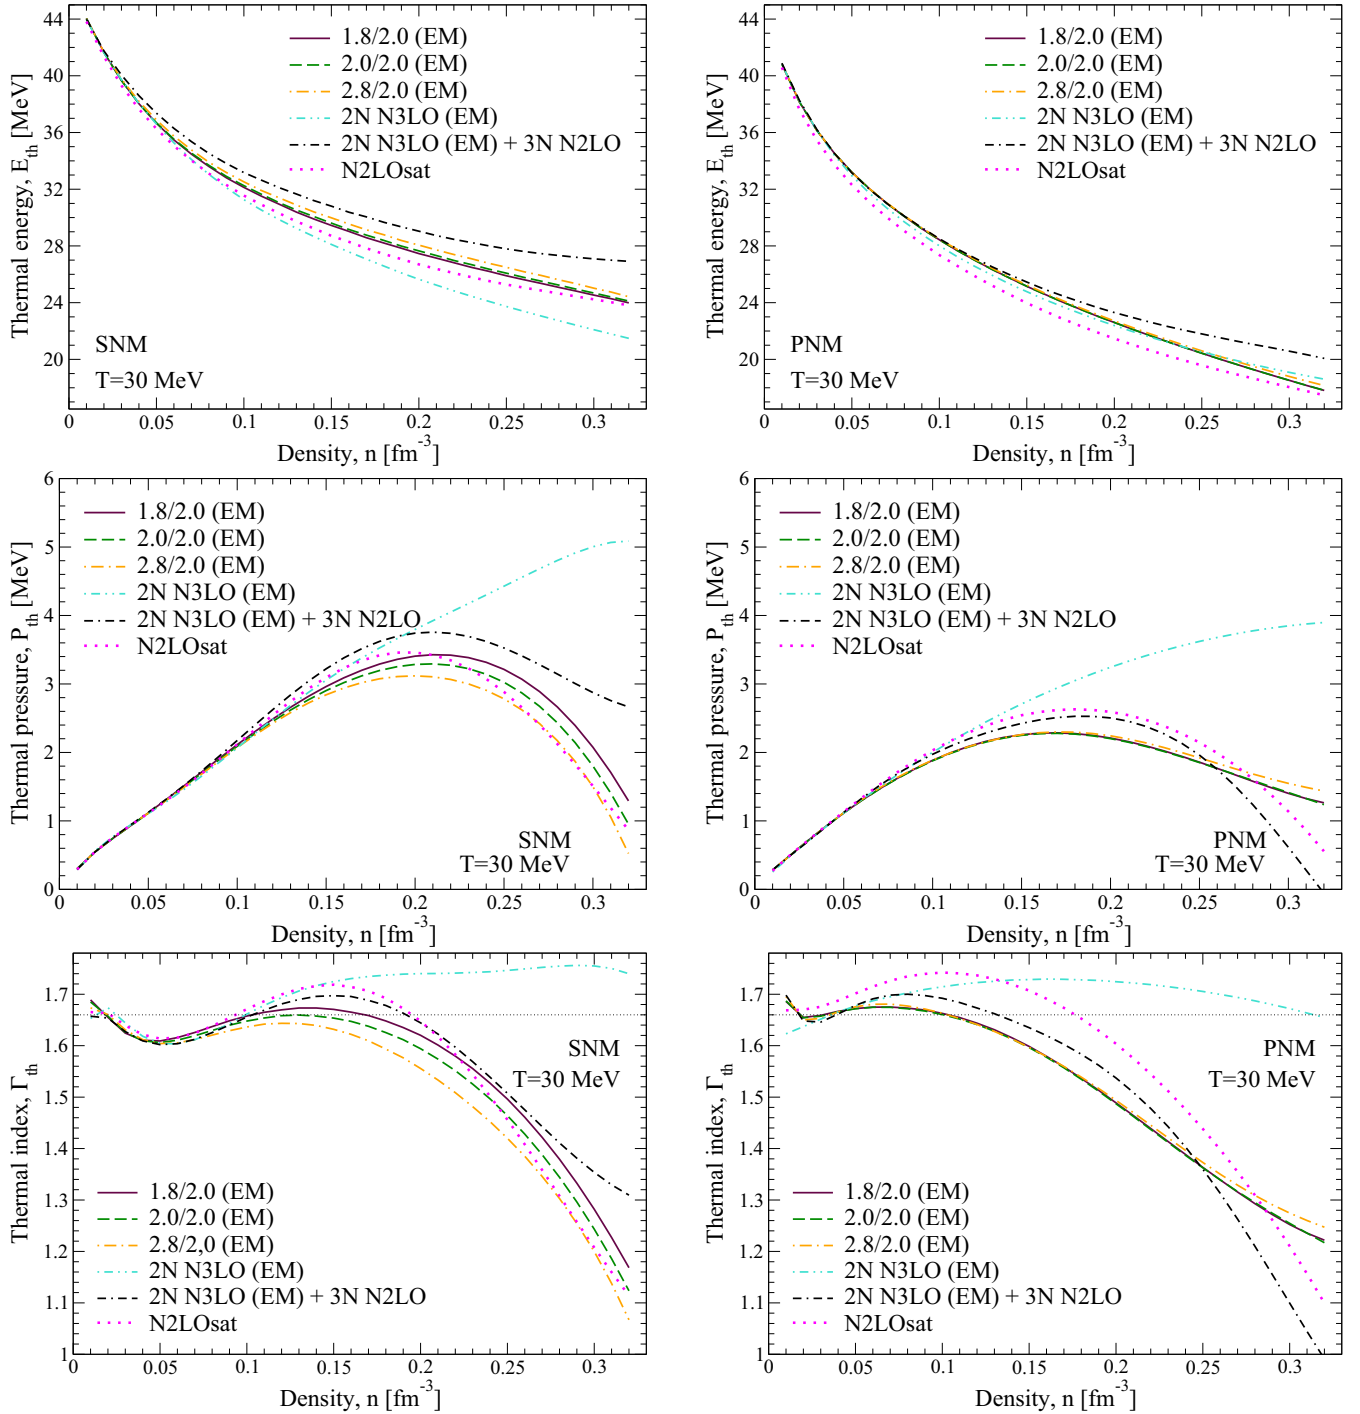 44
40
36
32
28
24
20
Thermal energy, E_th [MeV]
1.8/2.0 (EM)
2.0/2.0 (EM)
2.8/2.0 (EM)
2N N3LO (EM)
2N N3LO (EM) + 3N N2LO
N2LOsat
SNM
T=30 MeV
0 0.05 0.1 0.15 0.2 0.25 0.3
Density, n [fm⁻³]
44
40
36
32
28
24
20
Thermal energy, E_th [MeV]
1.8/2.0 (EM)
2.0/2.0 (EM)
2.8/2.0 (EM)
2N N3LO (EM)
2N N3LO (EM) + 3N N2LO
N2LOsat
PNM
T=30 MeV
0 0.05 0.1 0.15 0.2 0.25 0.3
Density, n [fm⁻³]
6
5
4
3
2
1
0
Thermal pressure, P_th [MeV]
1.8/2.0 (EM)
2.0/2.0 (EM)
2.8/2.0 (EM)
2N N3LO (EM)
2N N3LO (EM) + 3N N2LO
N2LOsat
SNM
T=30 MeV
0 0.05 0.1 0.15 0.2 0.25 0.3
Density, n [fm⁻³]
6
5
4
3
2
1
0
Thermal pressure, P_th [MeV]
1.8/2.0 (EM)
2.0/2.0 (EM)
2.8/2.0 (EM)
2N N3LO (EM)
2N N3LO (EM) + 3N N2LO
N2LOsat
PNM
T=30 MeV
0 0.05 0.1 0.15 0.2 0.25 0.3
Density, n [fm⁻³]
1.7
1.6
1.5
1.4
1.3
1.2
1.1
1
Thermal index, Γ_th
SNM
T=30 MeV
1.8/2.0 (EM)
2.0/2.0 (EM)
2.8/2,0 (EM)
2N N3LO (EM)
2N N3LO (EM) + 3N N2LO
N2LOsat
0 0.05 0.1 0.15 0.2 0.25 0.3
Density, n [fm⁻³]
1.7
1.6
1.5
1.4
1.3
1.2
1.1
1
Thermal index, Γ_th
PNM
T=30 MeV
1.8/2.0 (EM)
2.0/2.0 (EM)
2.8/2.0 (EM)
2N N3LO (EM)
2N N3LO (EM) + 3N N2LO
N2LOsat
0 0.05 0.1 0.15 0.2 0.25 0.3
Density, n [fm⁻³]